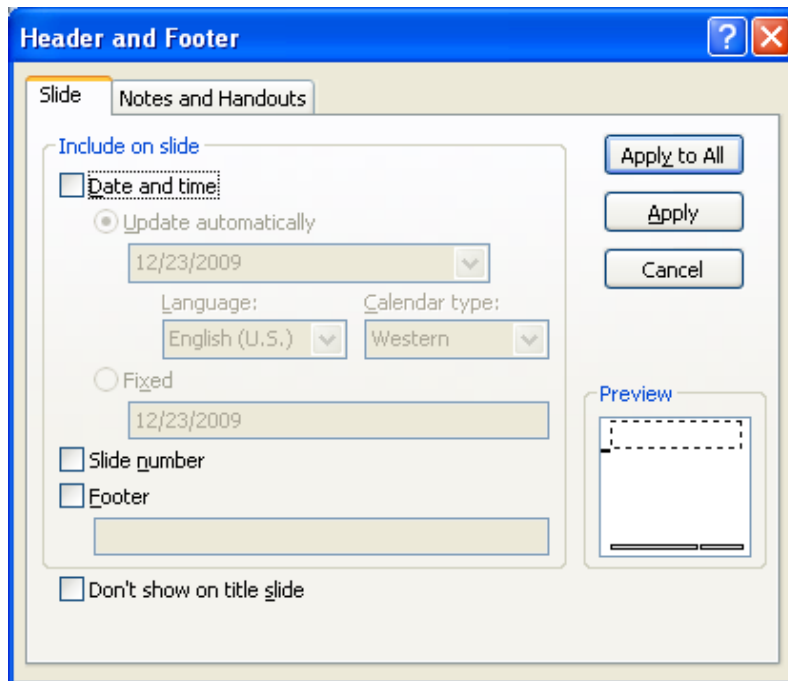 Header and Footer
Slide
Notes and Handouts
Include on slide
Date and time
Update automatically
12/23/2009
Language:
Calendar type:
English (U.S.)
Western
Fixed
12/23/2009
Slide number
Footer
Don't show on title slide
Apply to All
Apply
Cancel
Preview